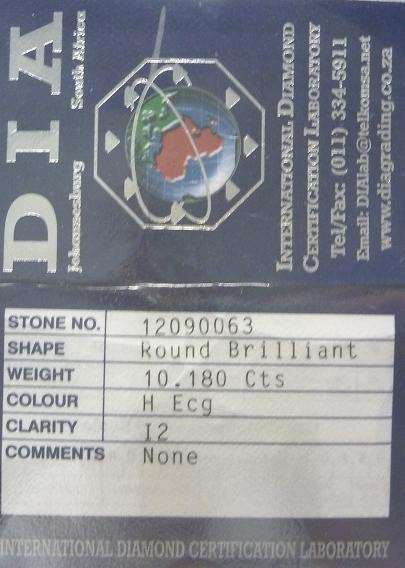 DIA
Johannesburg South Africa
INTERNATIONAL DIAMOND
CERTIFICATION LABORATORY
Tel/Fax: (011) 334-5911
Email: DIAlab@telkomsa.net
www.diagrading.co.za
STONE NO. 12090063
SHAPE Round Brilliant
WEIGHT 10.180 Cts
COLOUR H Ecg
CLARITY I2
COMMENTS None
INTERNATIONAL DIAMOND CERTIFICATION LABORATORY